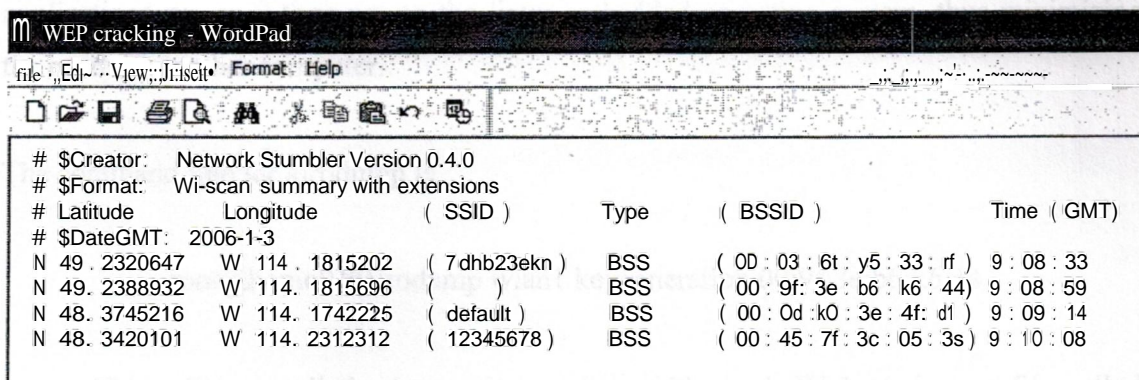 WEP cracking - WordPad
file Format Help
# $Creator: Network Stumbler Version 0.4.0
# $Format: Wi-scan summary with extensions
# Latitude Longitude ( SSID ) Type ( BSSID ) Time ( GMT)
# $DateGMT: 2006-1-3
N 49 . 2320647 W 114 . 1815202 ( 7dhb23ekn ) BSS ( 0D : 03 : 6t : y5 : 33 : rf ) 9 : 08 : 33
N 49. 2388932 W 114. 1815696 ( ) BSS ( 00 : 9f : 3e : b6 : k6 : 44) 9 : 08 : 59
N 48. 3745216 W 114. 1742225 ( default ) BSS ( 00 : 0d :k0 : 3e : 4f: d1 ) 9 : 09 : 14
N 48. 3420101 W 114. 2312312 ( 12345678 ) BSS ( 00 : 45 : 7f : 3c : 05 : 3s ) 9 : 10 : 08